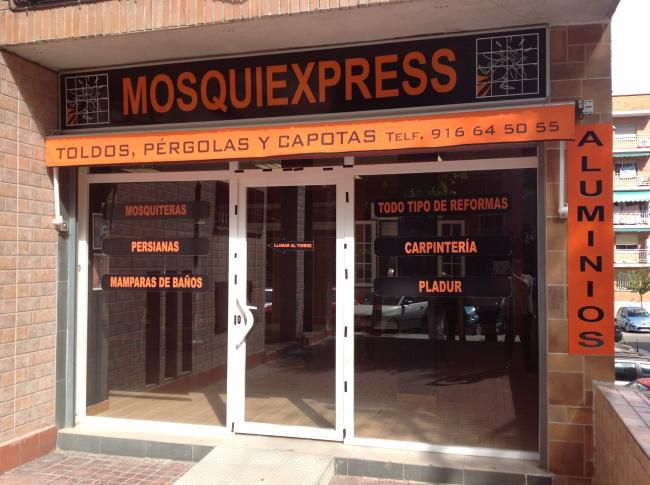 MOSQUIEXPRESS
TOLDOS, PÉRGOLAS Y CAPOTAS TELF. 916 64 50 55
ALUMINIOS
MOSQUITERAS
PERSIANAS
MAMPARAS DE BAÑOS
LLAMAR AL TIMBRE
TODO TIPO DE REFORMAS
CARPINTERÍA
PLADUR